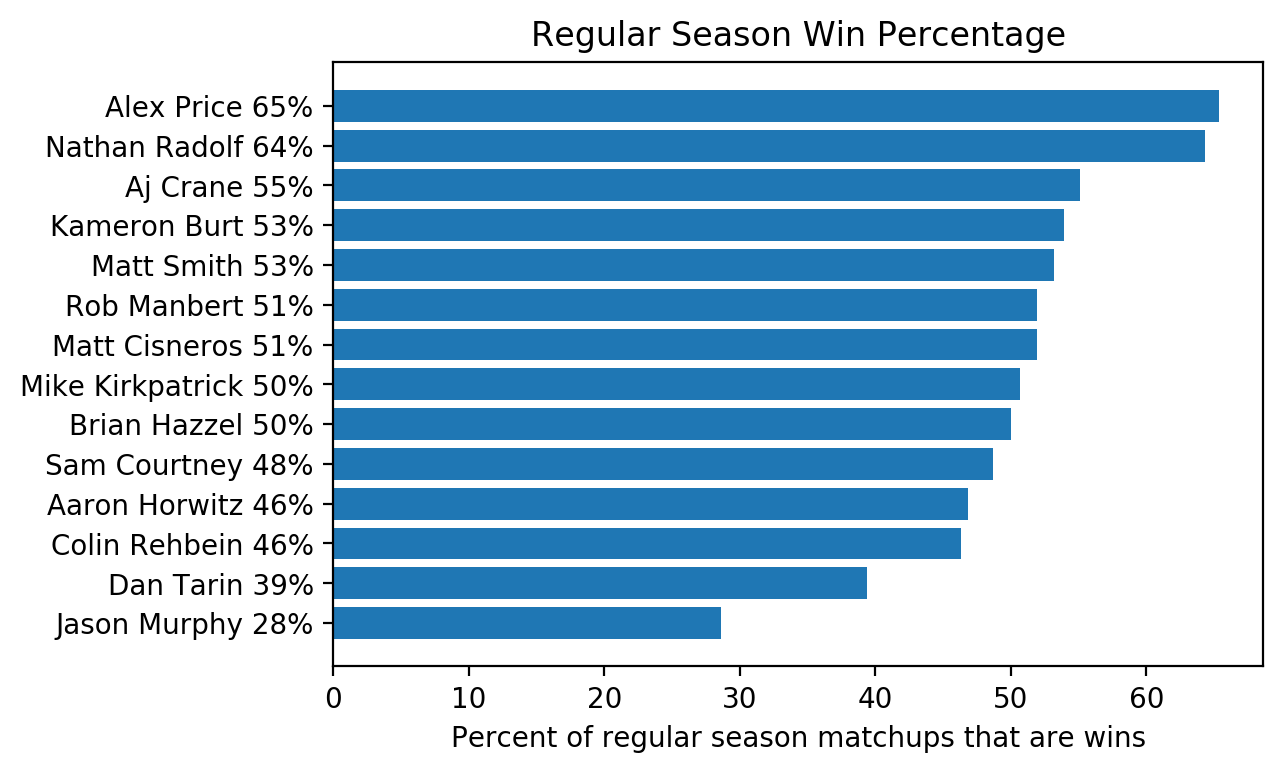 Regular Season Win Percentage
Alex Price 65%
Nathan Radolf 64%
Aj Crane 55%
Kameron Burt 53%
Matt Smith 53%
Rob Manbert 51%
Matt Cisneros 51%
Mike Kirkpatrick 50%
Brian Hazzel 50%
Sam Courtney 48%
Aaron Horwitz 46%
Colin Rehbein 46%
Dan Tarin 39%
Jason Murphy 28%
0 10 20 30 40 50 60
Percent of regular season matchups that are wins